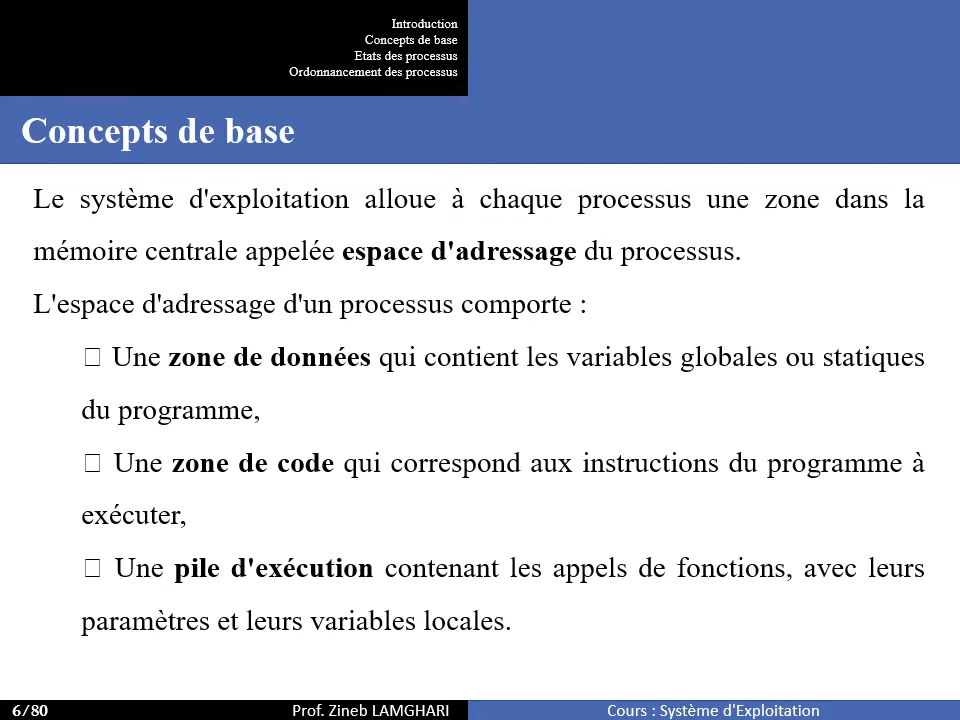 Introduction
Concepts de base
Etats des processus
Ordonnancement des processus
Concepts de base
Le système d'exploitation alloue à chaque processus une zone dans la
mémoire centrale appelée espace d'adressage du processus.
L'espace d'adressage d'un processus comporte :
□ Une zone de données qui contient les variables globales ou statiques
du programme,
□ Une zone de code qui correspond aux instructions du programme à
exécuter,
□ Une pile d'exécution contenant les appels de fonctions, avec leurs
paramètres et leurs variables locales.
6/80
Prof. Zineb LAMGHARI
Cours : Système d'Exploitation